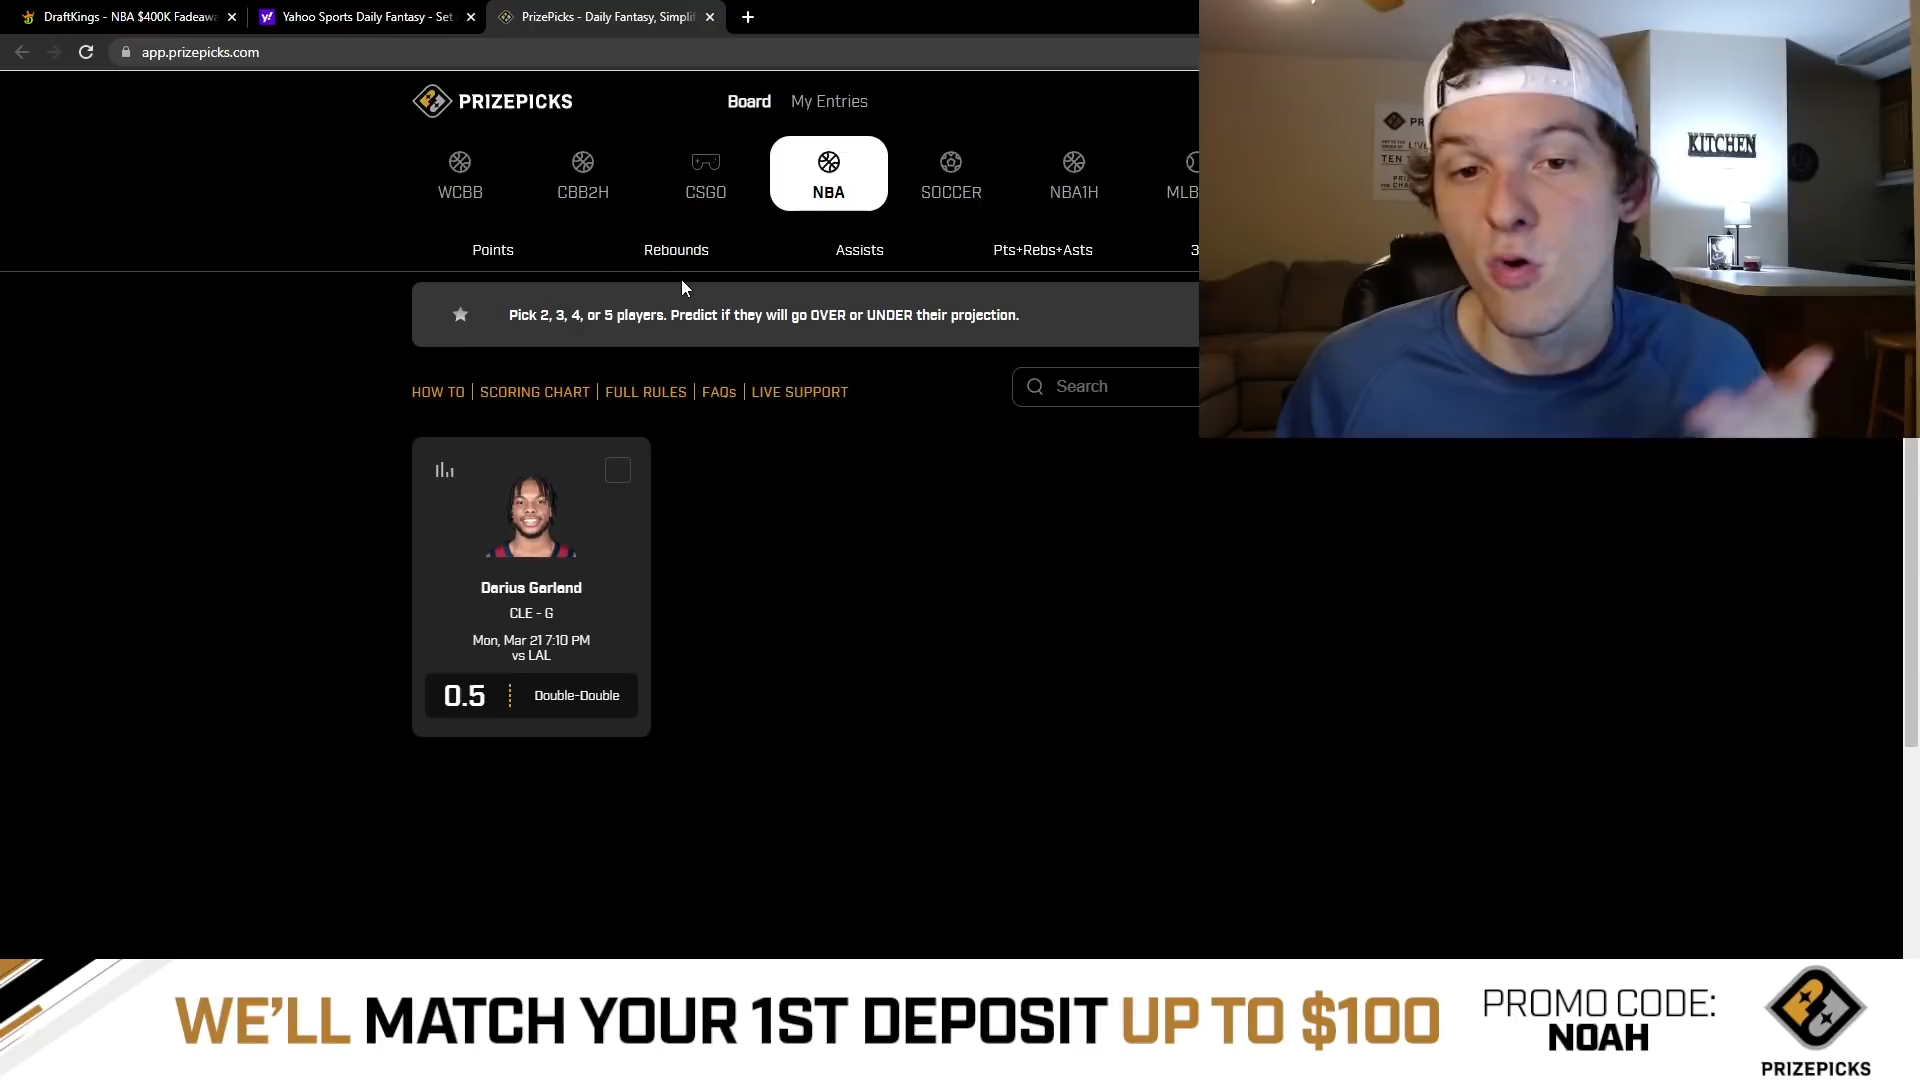 DraftKings - NBA $400K Fadeaw
Yahoo Sports Daily Fantasy - Set
PrizePicks - Daily Fantasy, Simplif
app.prizepicks.com
PRIZEPICKS
Board
My Entries
WCBB
CBB2H
CSGO
NBA
SOCCER
NBA1H
MLB
Points
Rebounds
Assists
Pts+Rebs+Asts
3
Pick 2, 3, 4, or 5 players. Predict if they will go OVER or UNDER their projection.
HOW TO | SCORING CHART | FULL RULES | FAQs | LIVE SUPPORT
Search
Darius Garland
CLE - G
Mon, Mar 21 7:10 PM
vs LAL
0.5
Double-Double
KITCHEN
WE'LL MATCH YOUR 1ST DEPOSIT UP TO $100
PROMO CODE:
NOAH
PRIZEPICKS